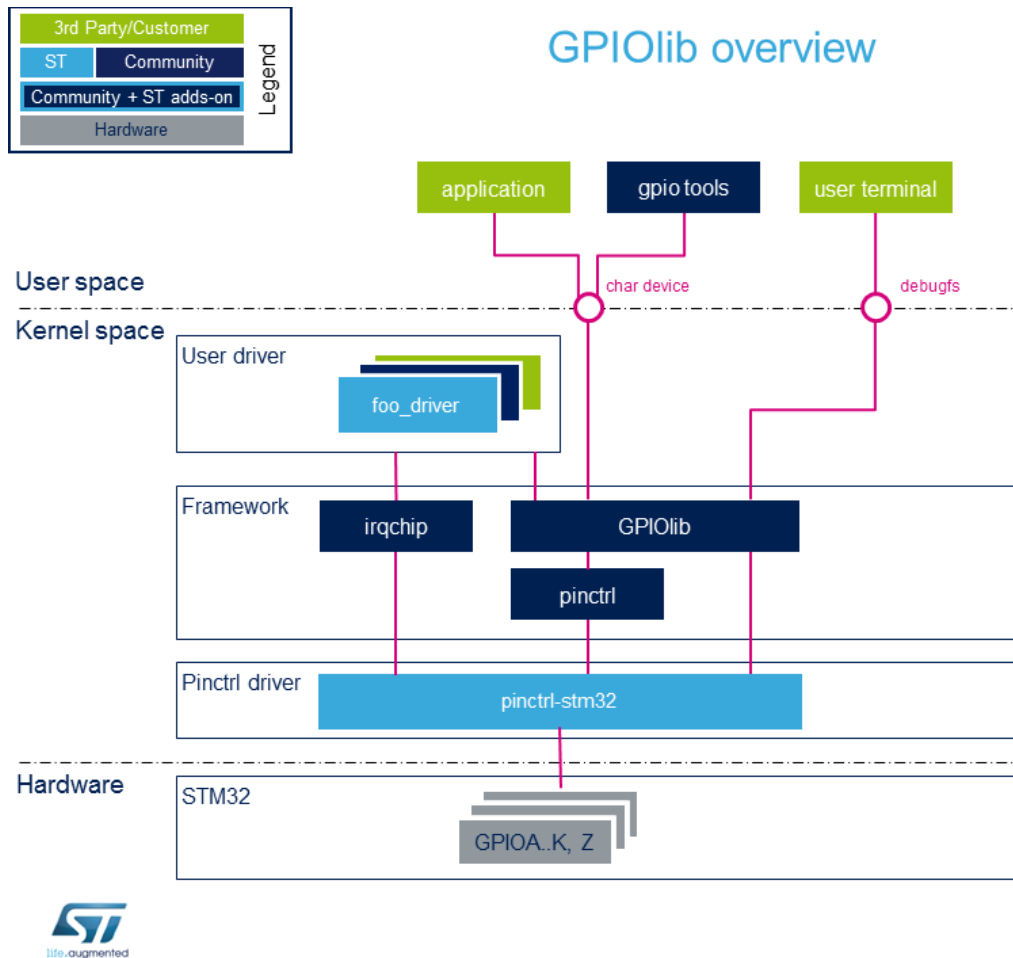 3rd Party/Customer
ST Community
Community + ST adds-on
Hardware
Legend
GPIOlib overview
application
gpio tools
user terminal
User space
char device
debugfs
Kernel space
User driver
foo_driver
Framework
irqchip
GPIOlib
pinctrl
Pinctrl driver
pinctrl-stm32
Hardware
STM32
GPIOA..K, Z
ST
life.augmented